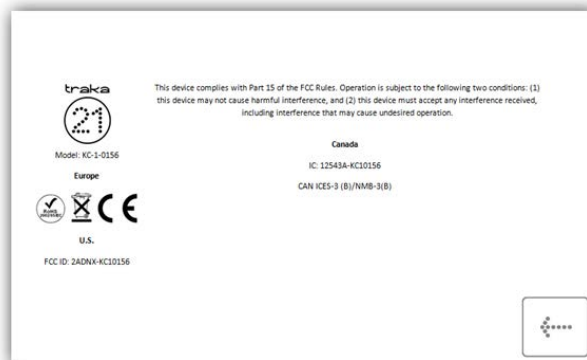 traka
21
Model: KC-1-0156
Europe
CE
U.S.
FCC ID: 2ADNX-KC10156
This device complies with Part 15 of the FCC Rules. Operation is subject to the following two conditions: (1)
this device may not cause harmful interference, and (2) this device must accept any interference received,
including interference that may cause undesired operation.
Canada
IC: 12543A-KC10156
CAN ICES-3 (B)/NMB-3(B)